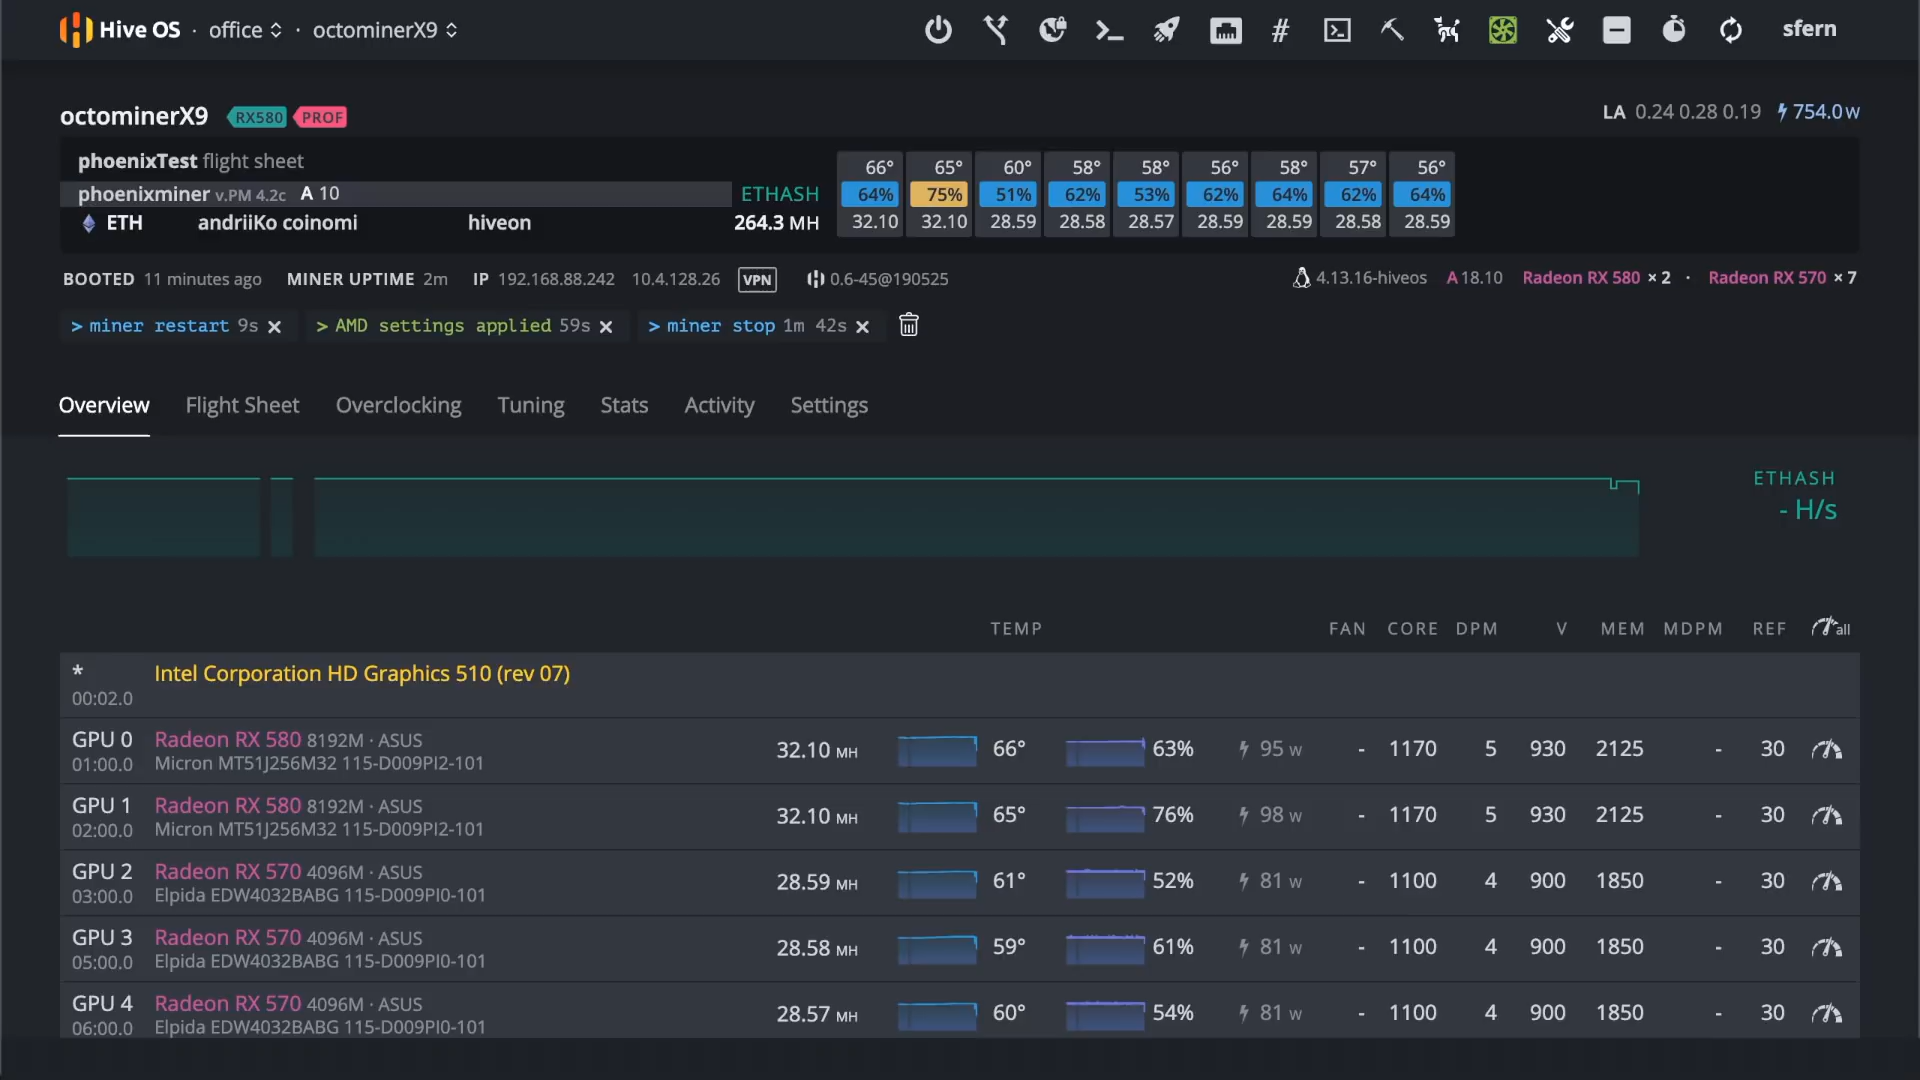 Hive OS · office · octominerX9 sfern
octominerX9 RX580 PROF LA 0.24 0.28 0.19 754.0 W
phoenixTest flight sheet
phoenixminer v.PM 4.2c A 10 ETHASH
ETH andriiKo coinomi hiveon 264.3 MH
66° 65° 60° 58° 58° 56° 58° 57° 56°
64% 75% 51% 62% 53% 62% 64% 62% 64%
32.10 32.10 28.59 28.58 28.57 28.59 28.59 28.58 28.59
BOOTED 11 minutes ago MINER UPTIME 2m IP 192.168.88.242 10.4.128.26 VPN 0.6-45@190525 4.13.16-hiveos A 18.10 Radeon RX 580 × 2 · Radeon RX 570 × 7
> miner restart 9s × > AMD settings applied 59s × > miner stop 1m 42s ×
Overview Flight Sheet Overclocking Tuning Stats Activity Settings
ETHASH
- H/s
TEMP FAN CORE DPM V MEM MDPM REF all
* Intel Corporation HD Graphics 510 (rev 07)
00:02.0
GPU 0 Radeon RX 580 8192M · ASUS 32.10 MH 66° 63% 95 W - 1170 5 930 2125 - 30
01:00.0 Micron MT51J256M32 115-D009PI2-101
GPU 1 Radeon RX 580 8192M · ASUS 32.10 MH 65° 76% 98 W - 1170 5 930 2125 - 30
02:00.0 Micron MT51J256M32 115-D009PI2-101
GPU 2 Radeon RX 570 4096M · ASUS 28.59 MH 61° 52% 81 W - 1100 4 900 1850 - 30
03:00.0 Elpida EDW4032BABG 115-D009PI0-101
GPU 3 Radeon RX 570 4096M · ASUS 28.58 MH 59° 61% 81 W - 1100 4 900 1850 - 30
05:00.0 Elpida EDW4032BABG 115-D009PI0-101
GPU 4 Radeon RX 570 4096M · ASUS 28.57 MH 60° 54% 81 W - 1100 4 900 1850 - 30
06:00.0 Elpida EDW4032BABG 115-D009PI0-101